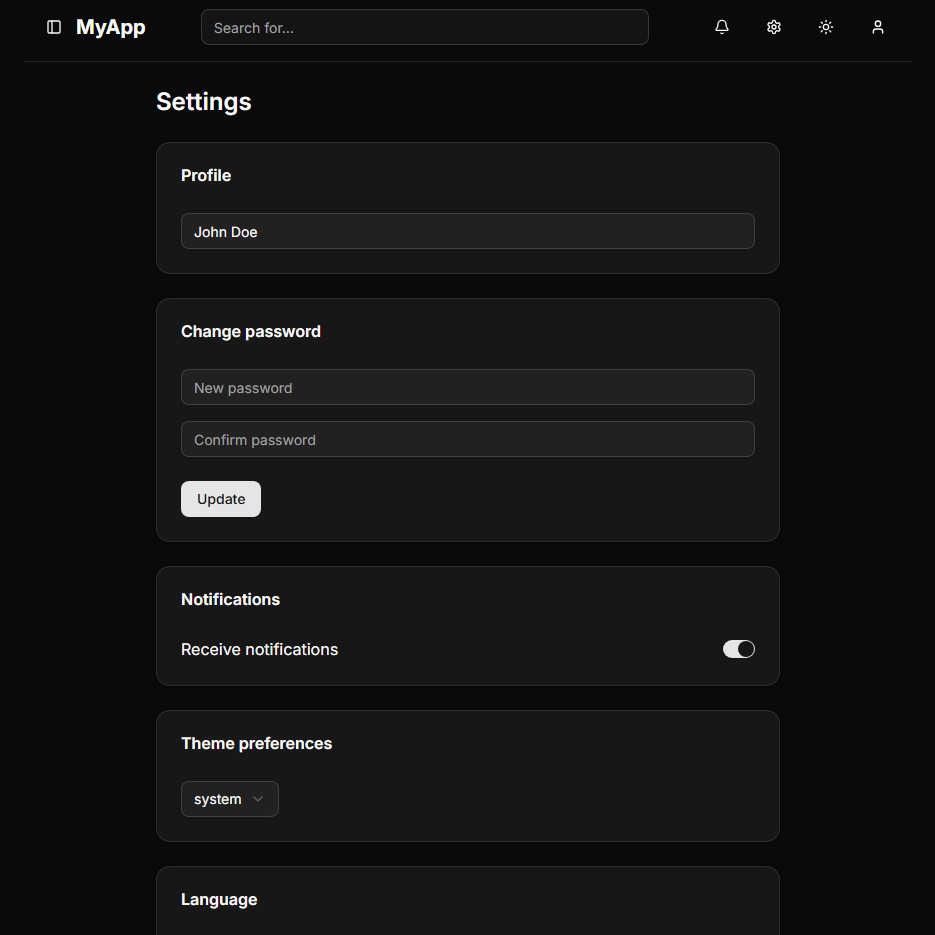 MyApp
Search for...
Settings
Profile
John Doe
Change password
New password
Confirm password
Update
Notifications
Receive notifications
Theme preferences
system
Language